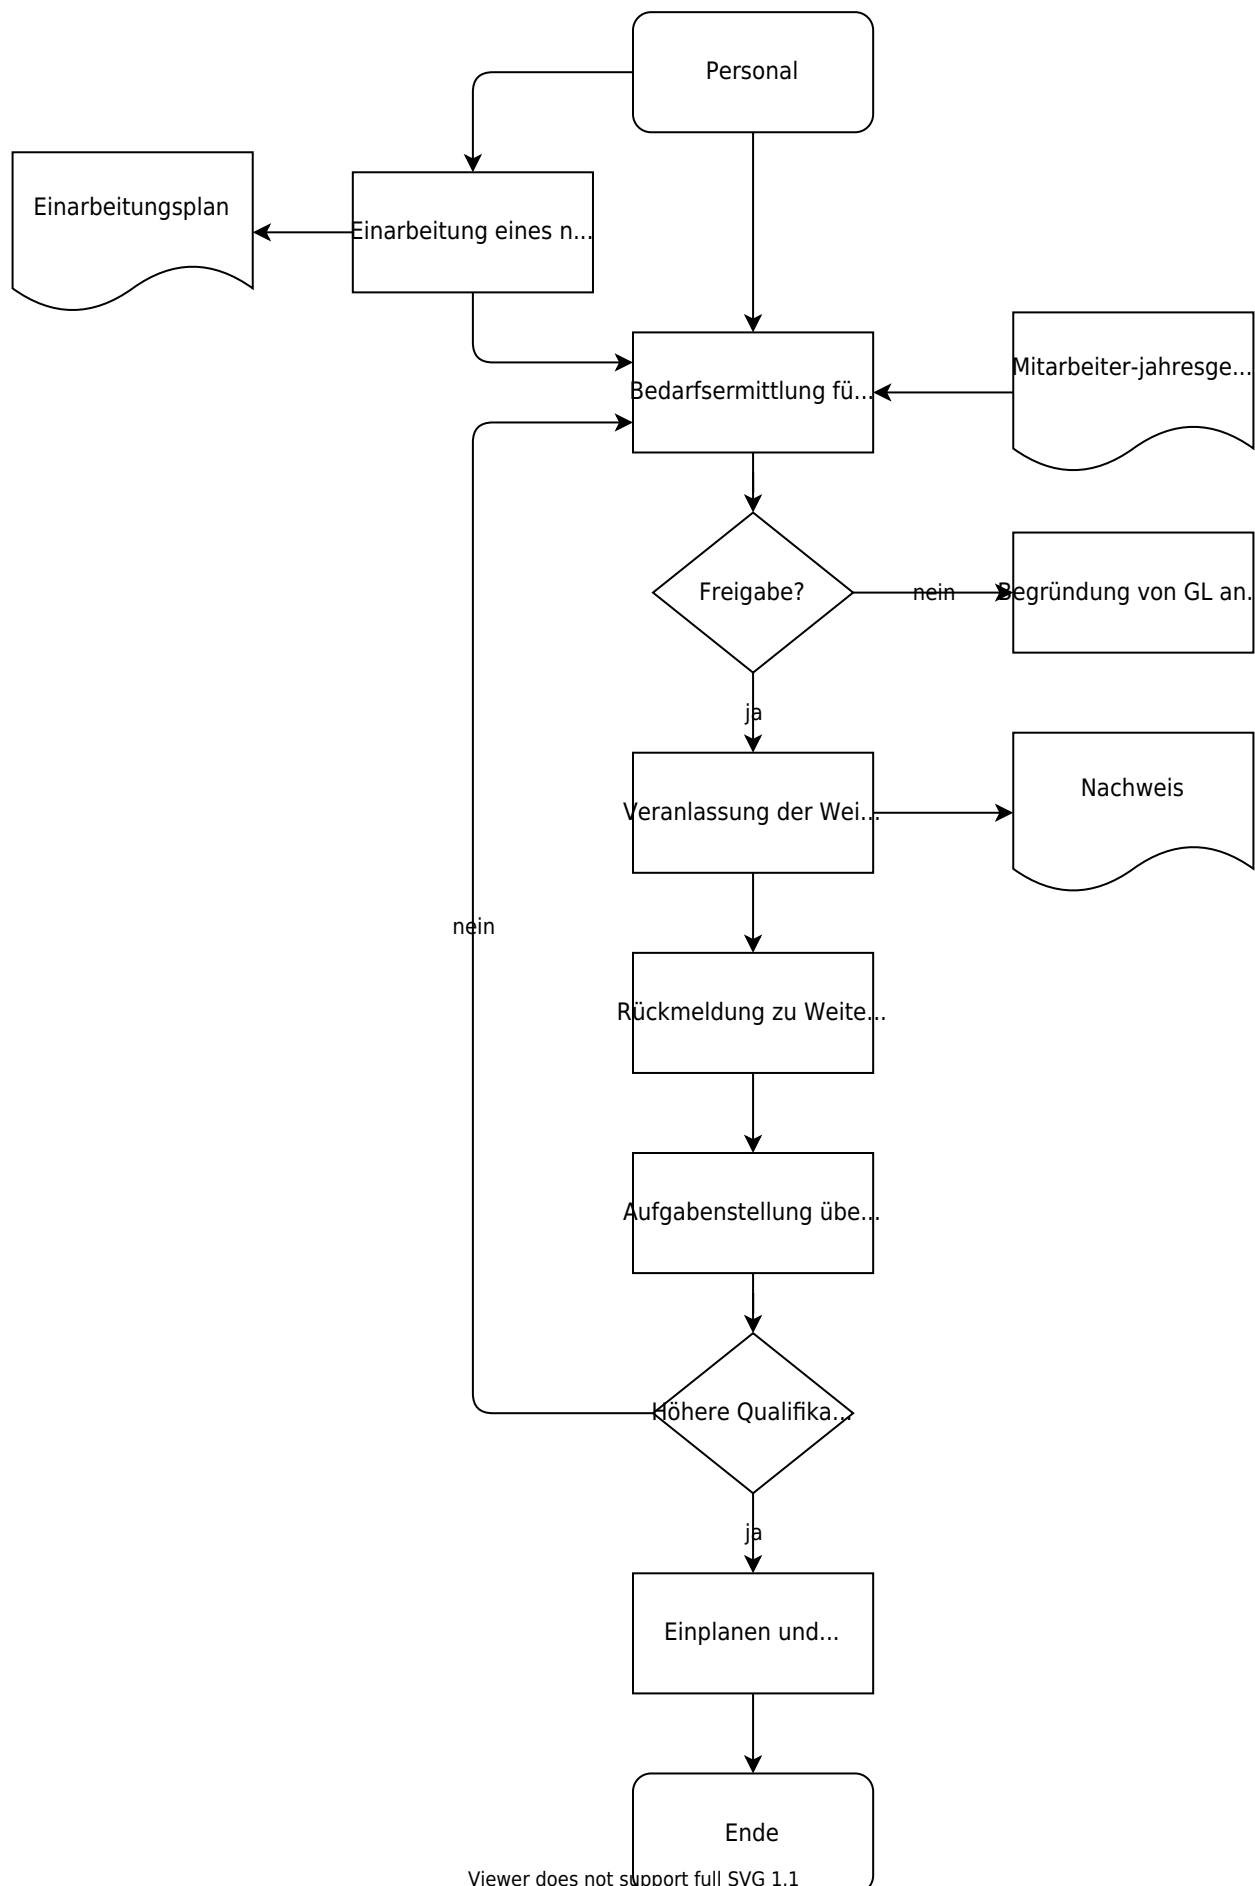 Personal
Einarbeitungsplan
Einarbeitung eines n...
Mitarbeiter-jahresge...
Bedarfsermittlung fü...
Freigabe?
nein
Begründung von GL an.
ja
Nachweis
Veranlassung der Wei...
nein
Rückmeldung zu Weite...
Aufgabenstellung übe...
Höhere Qualifika...
ja
Einplanen und...
Ende
Viewer does not support full SVG 1.1